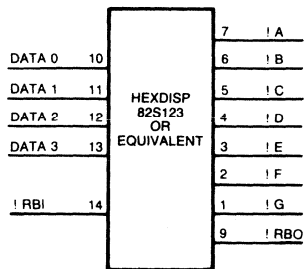 7 ! A
DATA 0 10 6 ! B
DATA 1 11 5 ! C
DATA 2 12 4 ! D
DATA 3 13 3 ! E
2 ! F
! RBI 14 1 ! G
9 ! RBO
HEXDISP
82S123
OR
EQUIVALENT